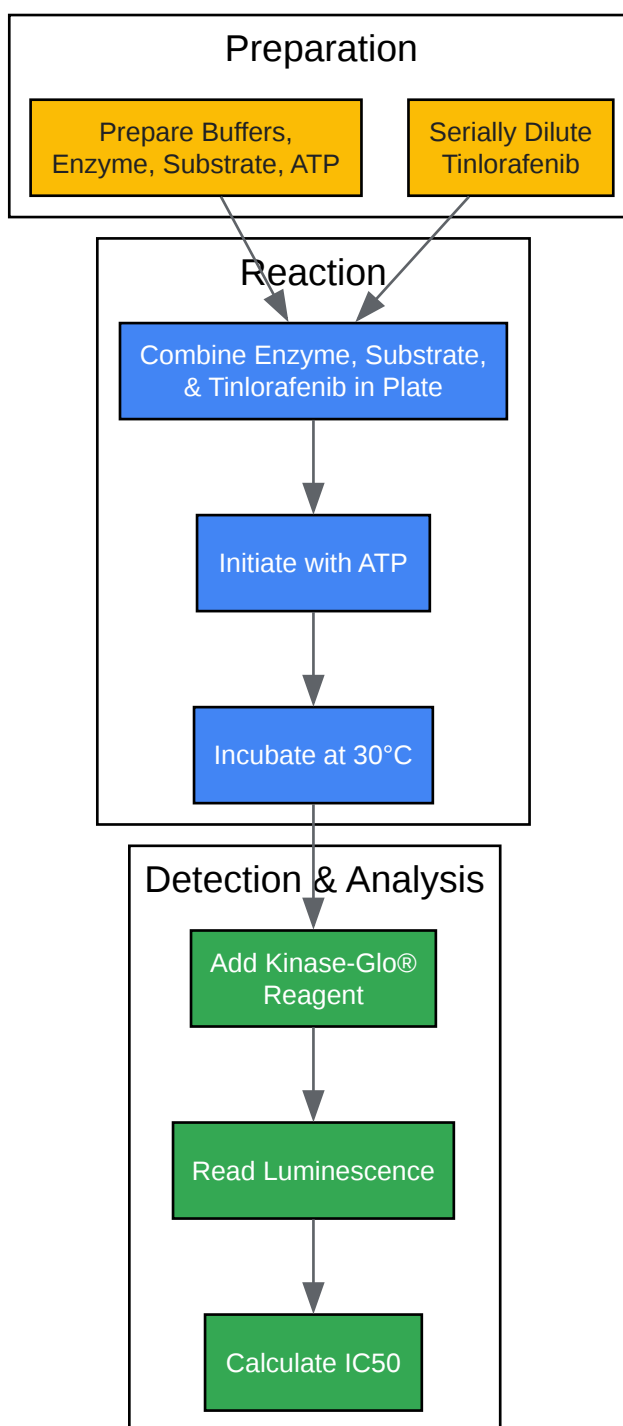 Preparation
Prepare Buffers,
Enzyme, Substrate, ATP
Serially Dilute
Tinlorafenib
Reaction
Combine Enzyme, Substrate,
& Tinlorafenib in Plate
Initiate with ATP
Incubate at 30°C
Detection & Analysis
Add Kinase-Glo®
Reagent
Read Luminescence
Calculate IC50